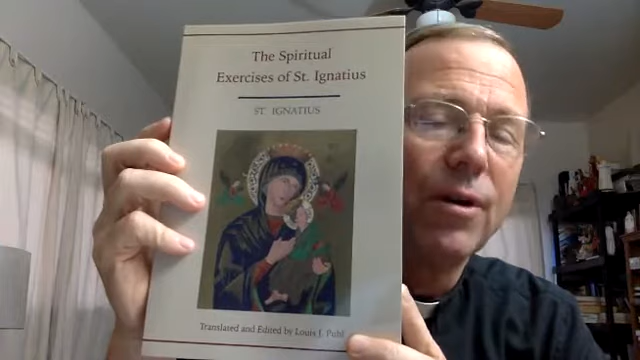 The Spiritual
Exercises of St. Ignatius
ST. IGNATIUS
Translated and Edited by Louis J. Puhl